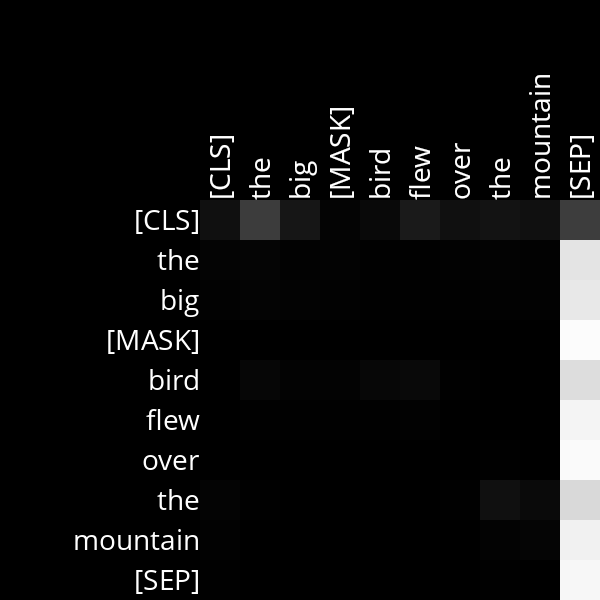 [CLS] the big [MASK] bird flew over the mountain [SEP]
[CLS]
the
big
[MASK]
bird
flew
over
the
mountain
[SEP]